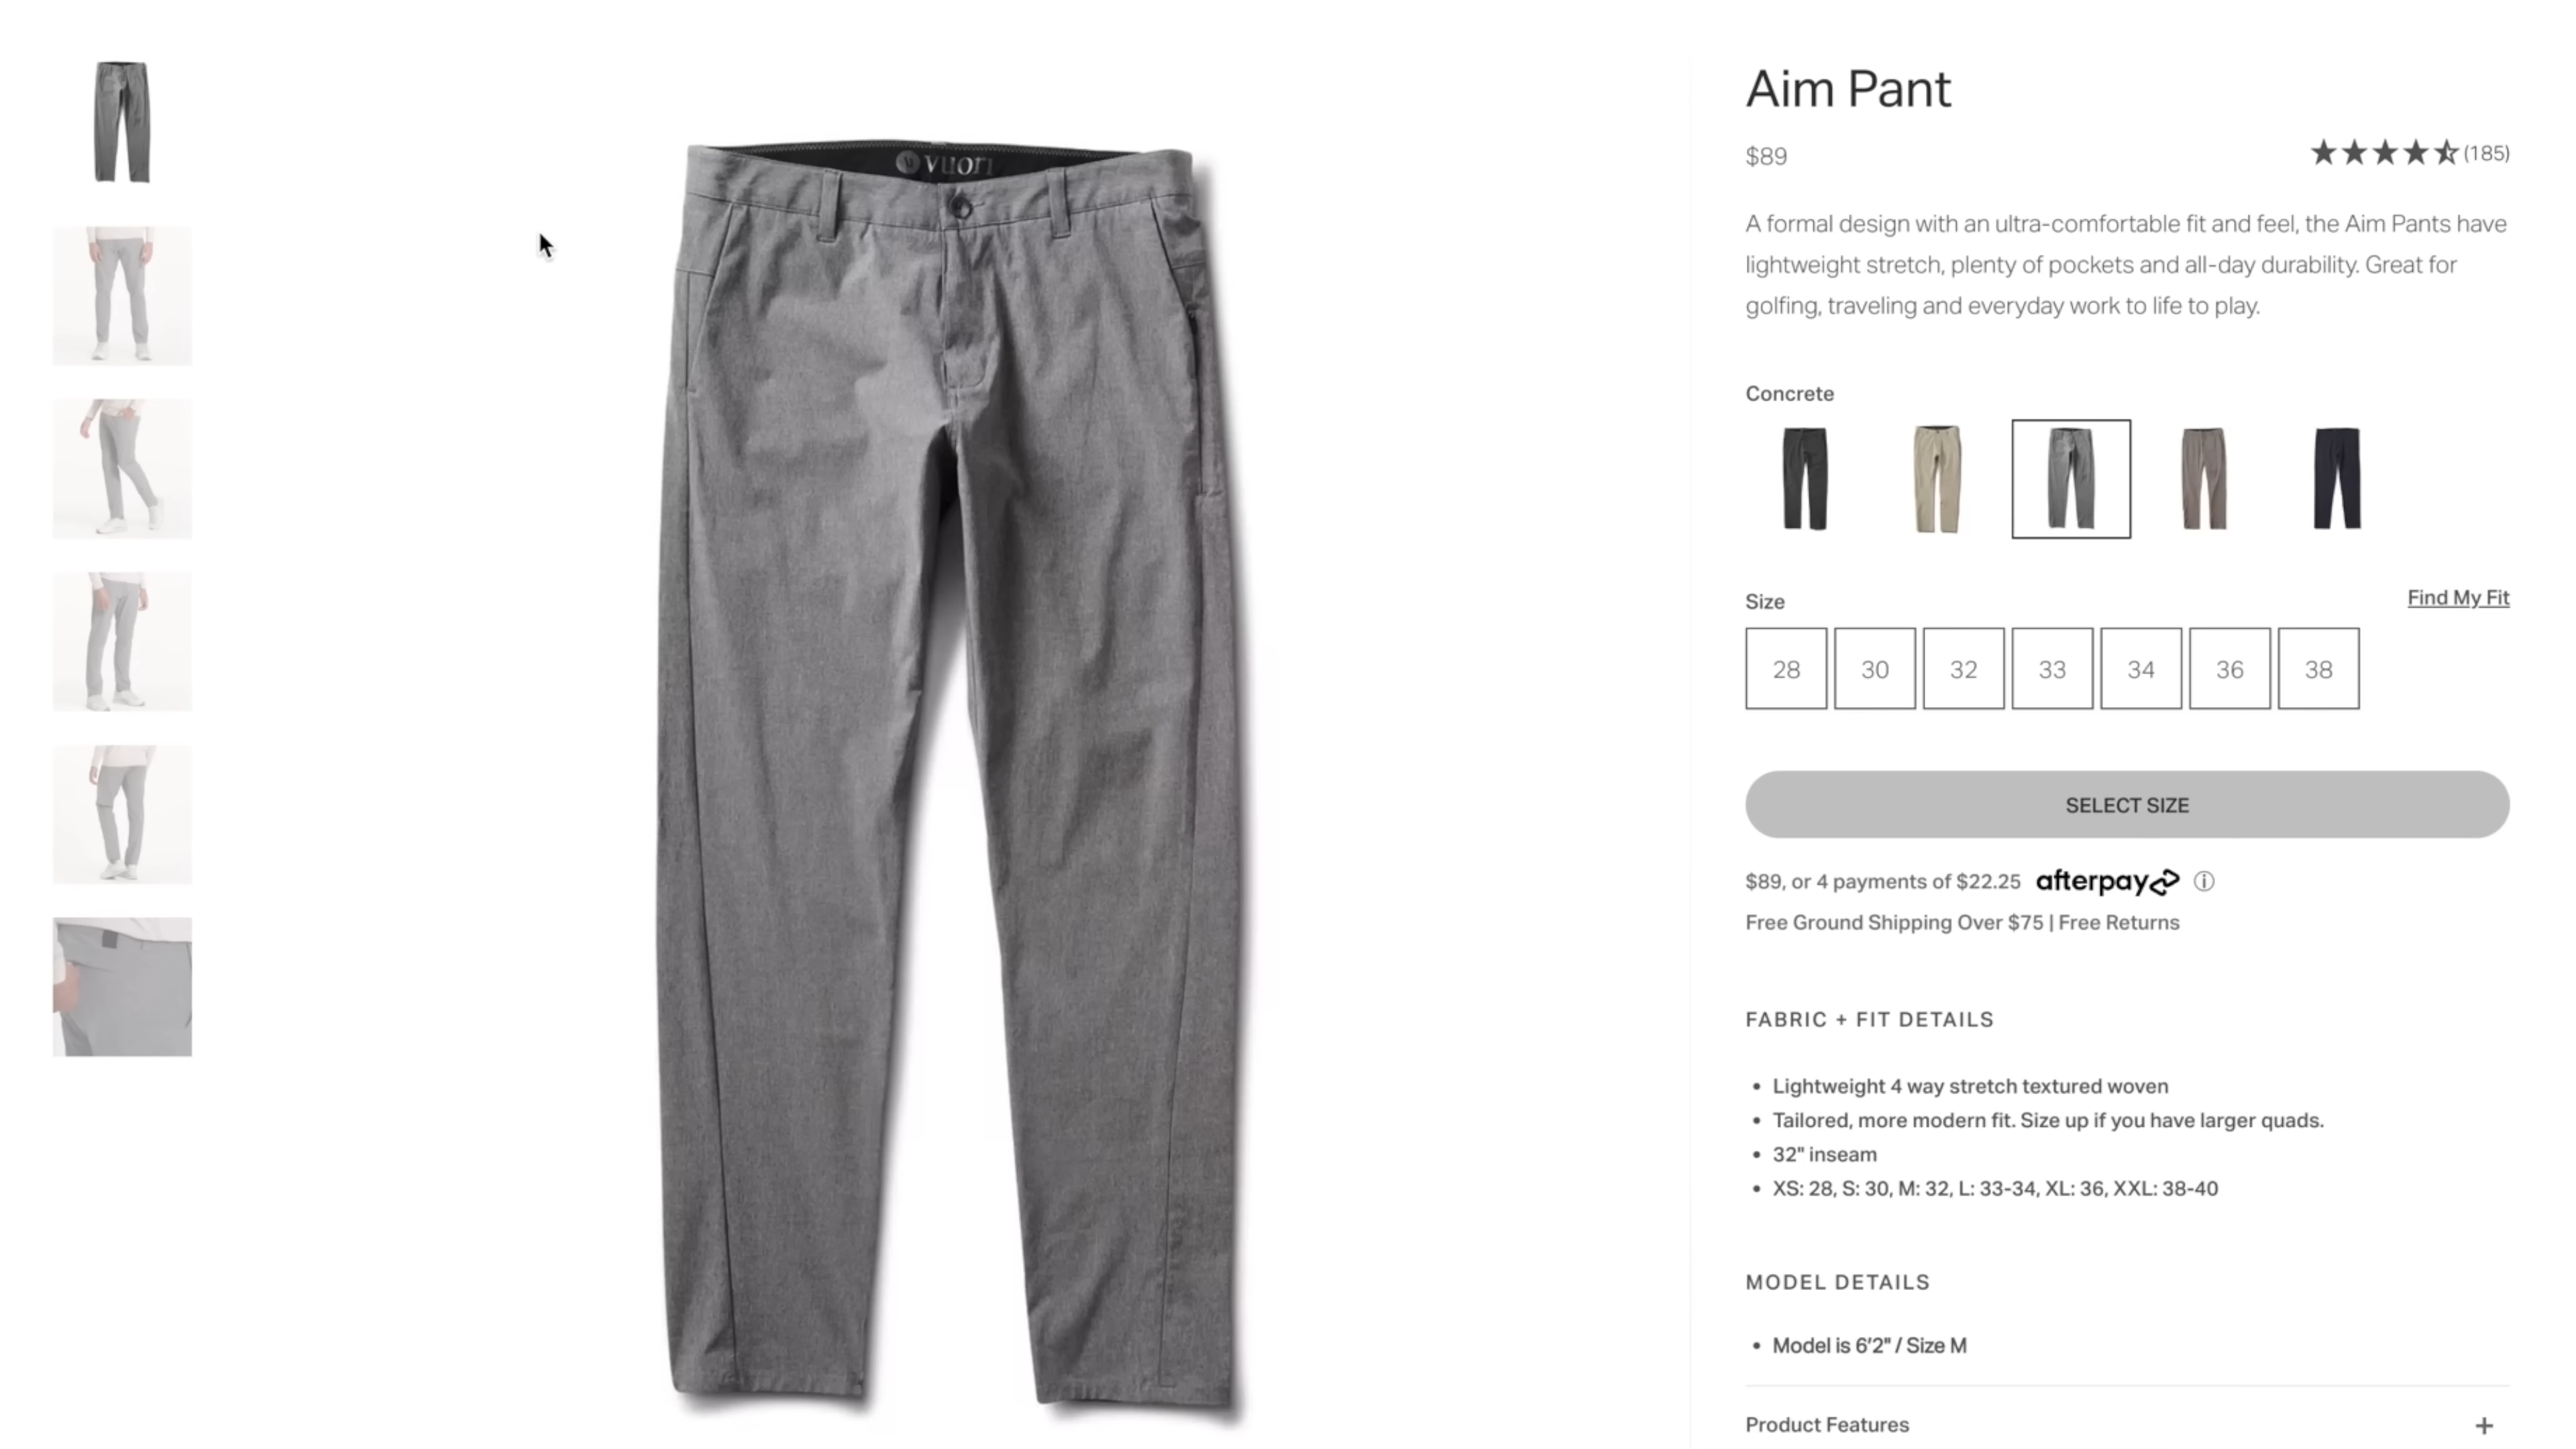 vuori
Aim Pant
$89
(185)
A formal design with an ultra-comfortable fit and feel, the Aim Pants have
lightweight stretch, plenty of pockets and all-day durability. Great for
golfing, traveling and everyday work to life to play.
Concrete
Size
Find My Fit
28 30 32 33 34 36 38
SELECT SIZE
$89, or 4 payments of $22.25 afterpay
Free Ground Shipping Over $75 | Free Returns
FABRIC + FIT DETAILS
• Lightweight 4 way stretch textured woven
• Tailored, more modern fit. Size up if you have larger quads.
• 32" inseam
• XS: 28, S: 30, M: 32, L: 33-34, XL: 36, XXL: 38-40
MODEL DETAILS
• Model is 6'2" / Size M
Product Features +